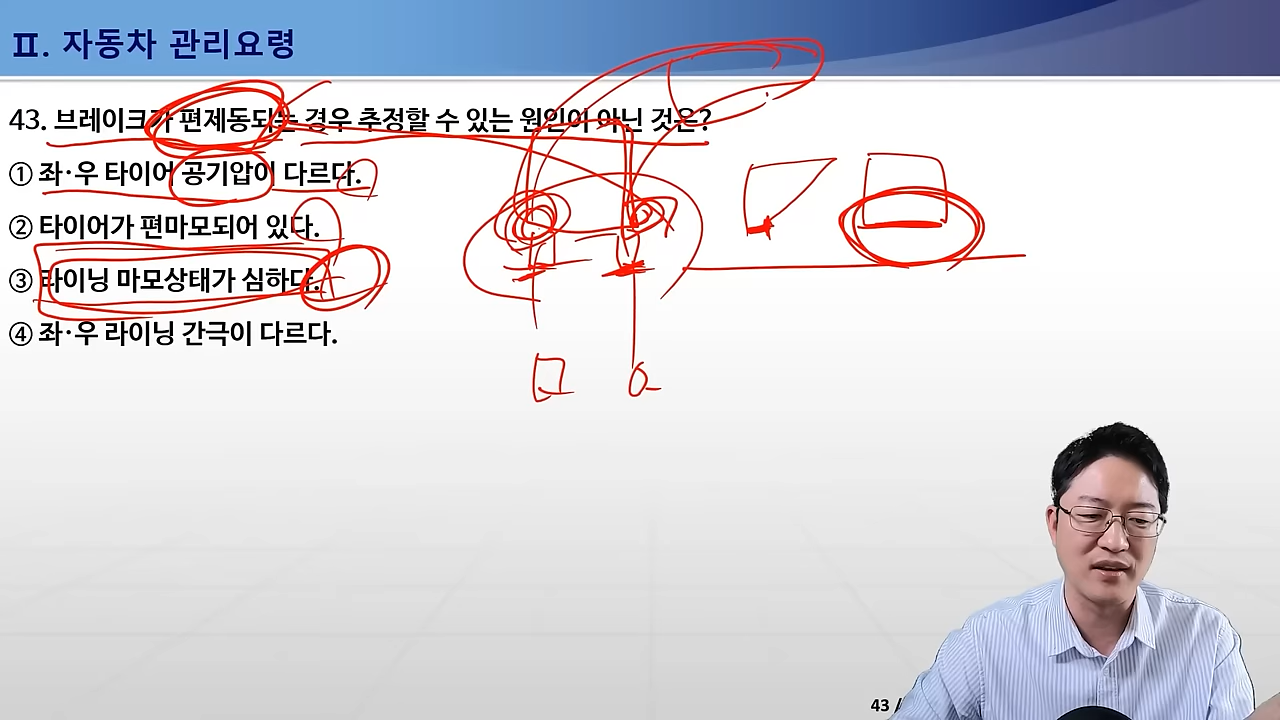 Ⅱ. 자동차 관리요령
43. 브레이크가 편제동되는 경우 추정할 수 있는 원인이 아닌 것은?
① 좌·우 타이어 공기압이 다르다.
② 타이어가 편마모되어 있다.
③ 라이닝 마모상태가 심하다.
④ 좌·우 라이닝 간극이 다르다.
43 /